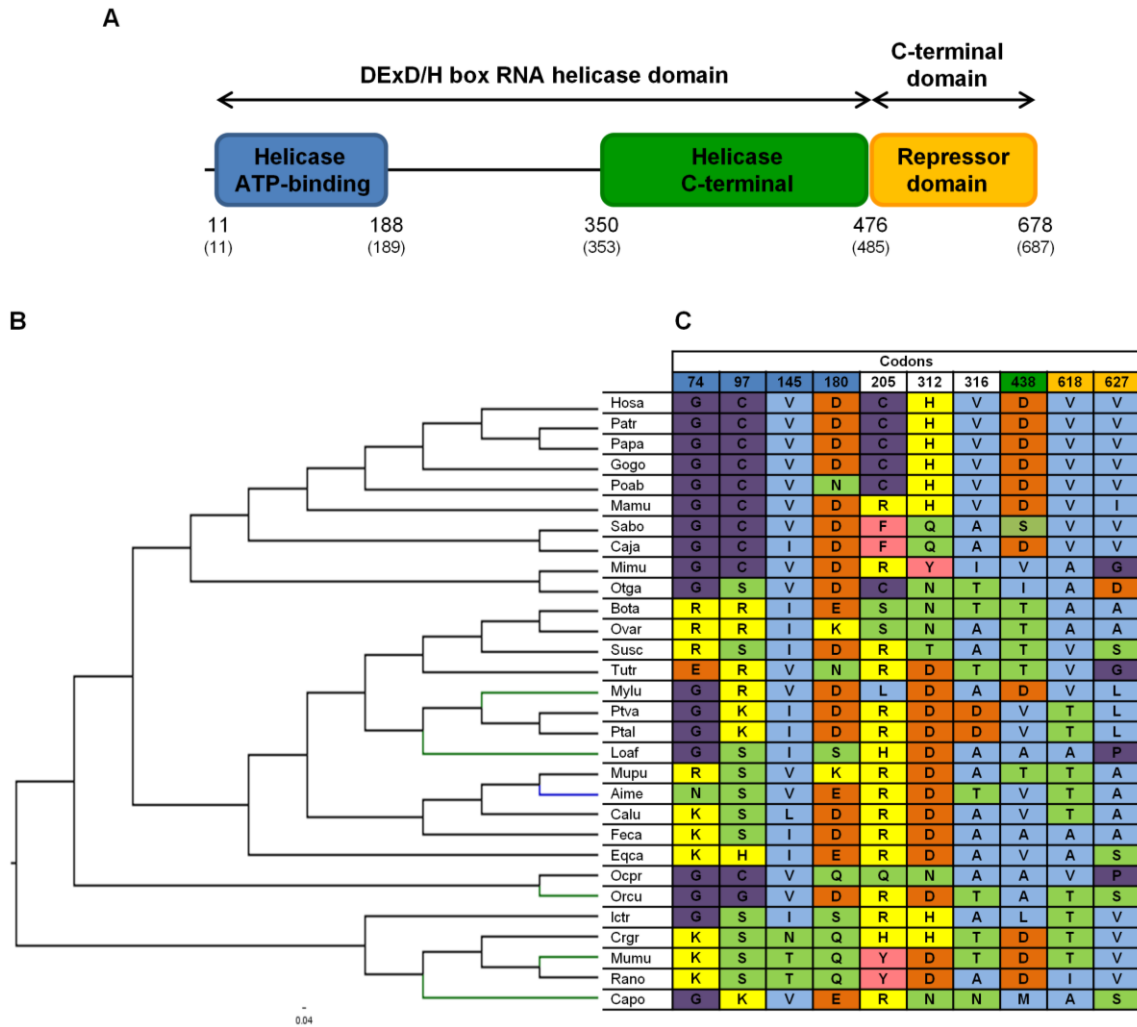 A
DExD/H box RNA helicase domain
C-terminal
domain
Helicase
ATP-binding
Helicase
C-terminal
Repressor
domain
11 188 350 476 678
(11) (189) (353) (485) (687)
B
C
Codons
74 97 145 180 205 312 316 438 618 627
Hosa G C V D C H V D V V
Patr G C V D C H V D V V
Papa G C V D C H V D V V
Gogo G C V D C H V D V V
Poab G C V N C H V D V V
Mamu G C V D R H V D V I
Sabo G C V D F Q A S V V
Caja G C I D F Q A D V V
Mimu G C V D R Y I V A G
Otga G S V D C N T I A D
Bota R R I E S N T T A A
Ovar R R I K S N A T A A
Susc R S I D R T A T V S
Tutr E R V N R D T T V G
Mylu G R V D L D A D V L
Ptva G K I D R D D V T L
Ptal G K I D R D D V T L
Loaf G S I S H D A A A P
Mupu R S V K R D A T T A
Aime N S V E R D T V T A
Calu K S L D R D A V T A
Feca K S I D R D A A A A
Eqca K H I E R D A V A S
Ocpr G C V Q Q N A A V P
Orcu G G V D R D T A T S
Ictr G S I S R H A L T V
Crgr K S N Q H H T D T V
Mumu K S T Q Y D T D T V
Rano K S T Q Y D A D I V
Capo G K V E R N N M A S
0.04